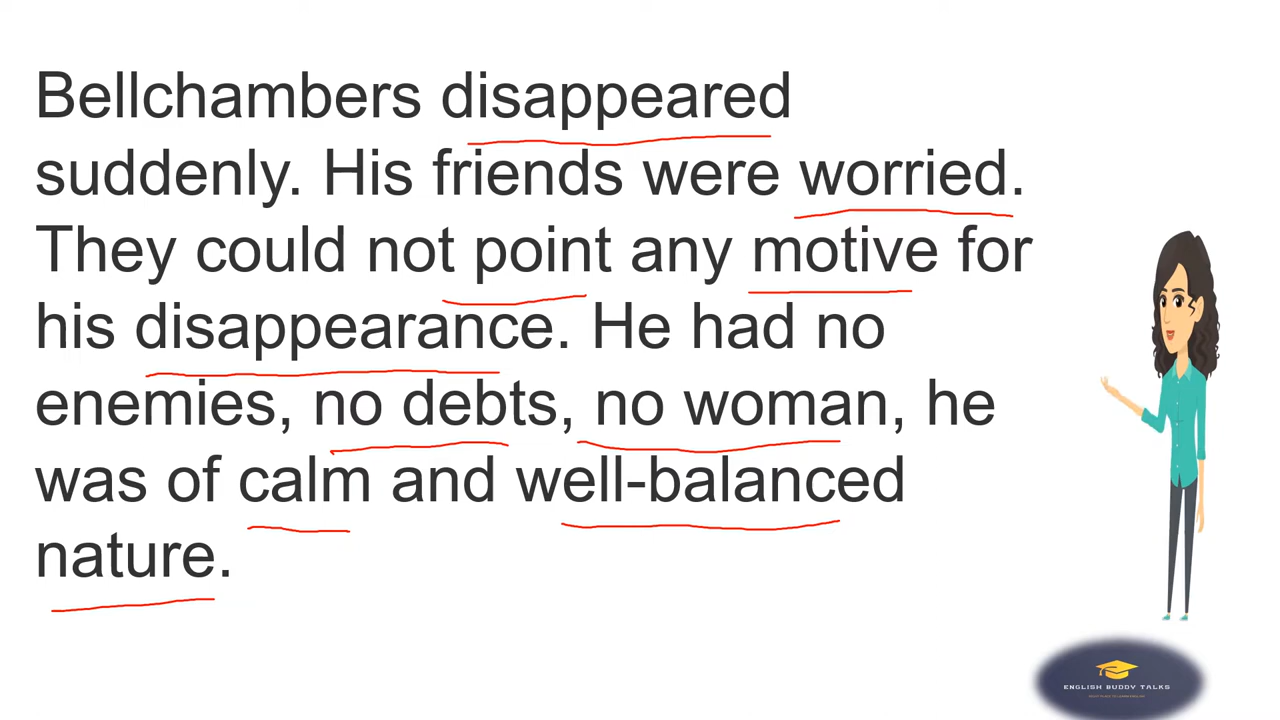 Bellchambers disappeared
suddenly. His friends were worried.
They could not point any motive for
his disappearance. He had no
enemies, no debts, no woman, he
was of calm and well-balanced
nature.
ENGLISH BUDDY TALKS